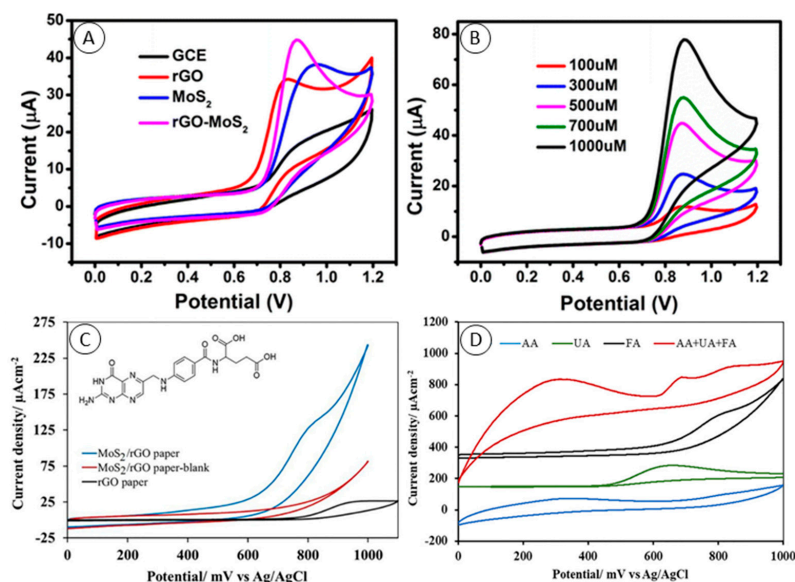 A
GCE
rGO
MoS2
rGO-MoS2
Current (µA)
50
40
30
20
10
0
-10
0.0 0.2 0.4 0.6 0.8 1.0 1.2
Potential (V)
B
100uM
300uM
500uM
700uM
1000uM
Current (µA)
80
60
40
20
0
0.0 0.2 0.4 0.6 0.8 1.0 1.2
Potential (V)
C
O
OH
O
O
HN
N
N
H
OH
O
H2N
N
N
N
H
MoS2/rGO paper
MoS2/rGO paper-blank
rGO paper
Current density/ µAcm-2
275
225
175
125
75
25
-25
0 200 400 600 800 1000
Potential/ mV vs Ag/AgCl
D
AA UA FA AA+UA+FA
Current density/ µAcm-2
1200
1000
800
600
400
200
0
-200
0 200 400 600 800 1000
Potential/ mV vs Ag/AgCl